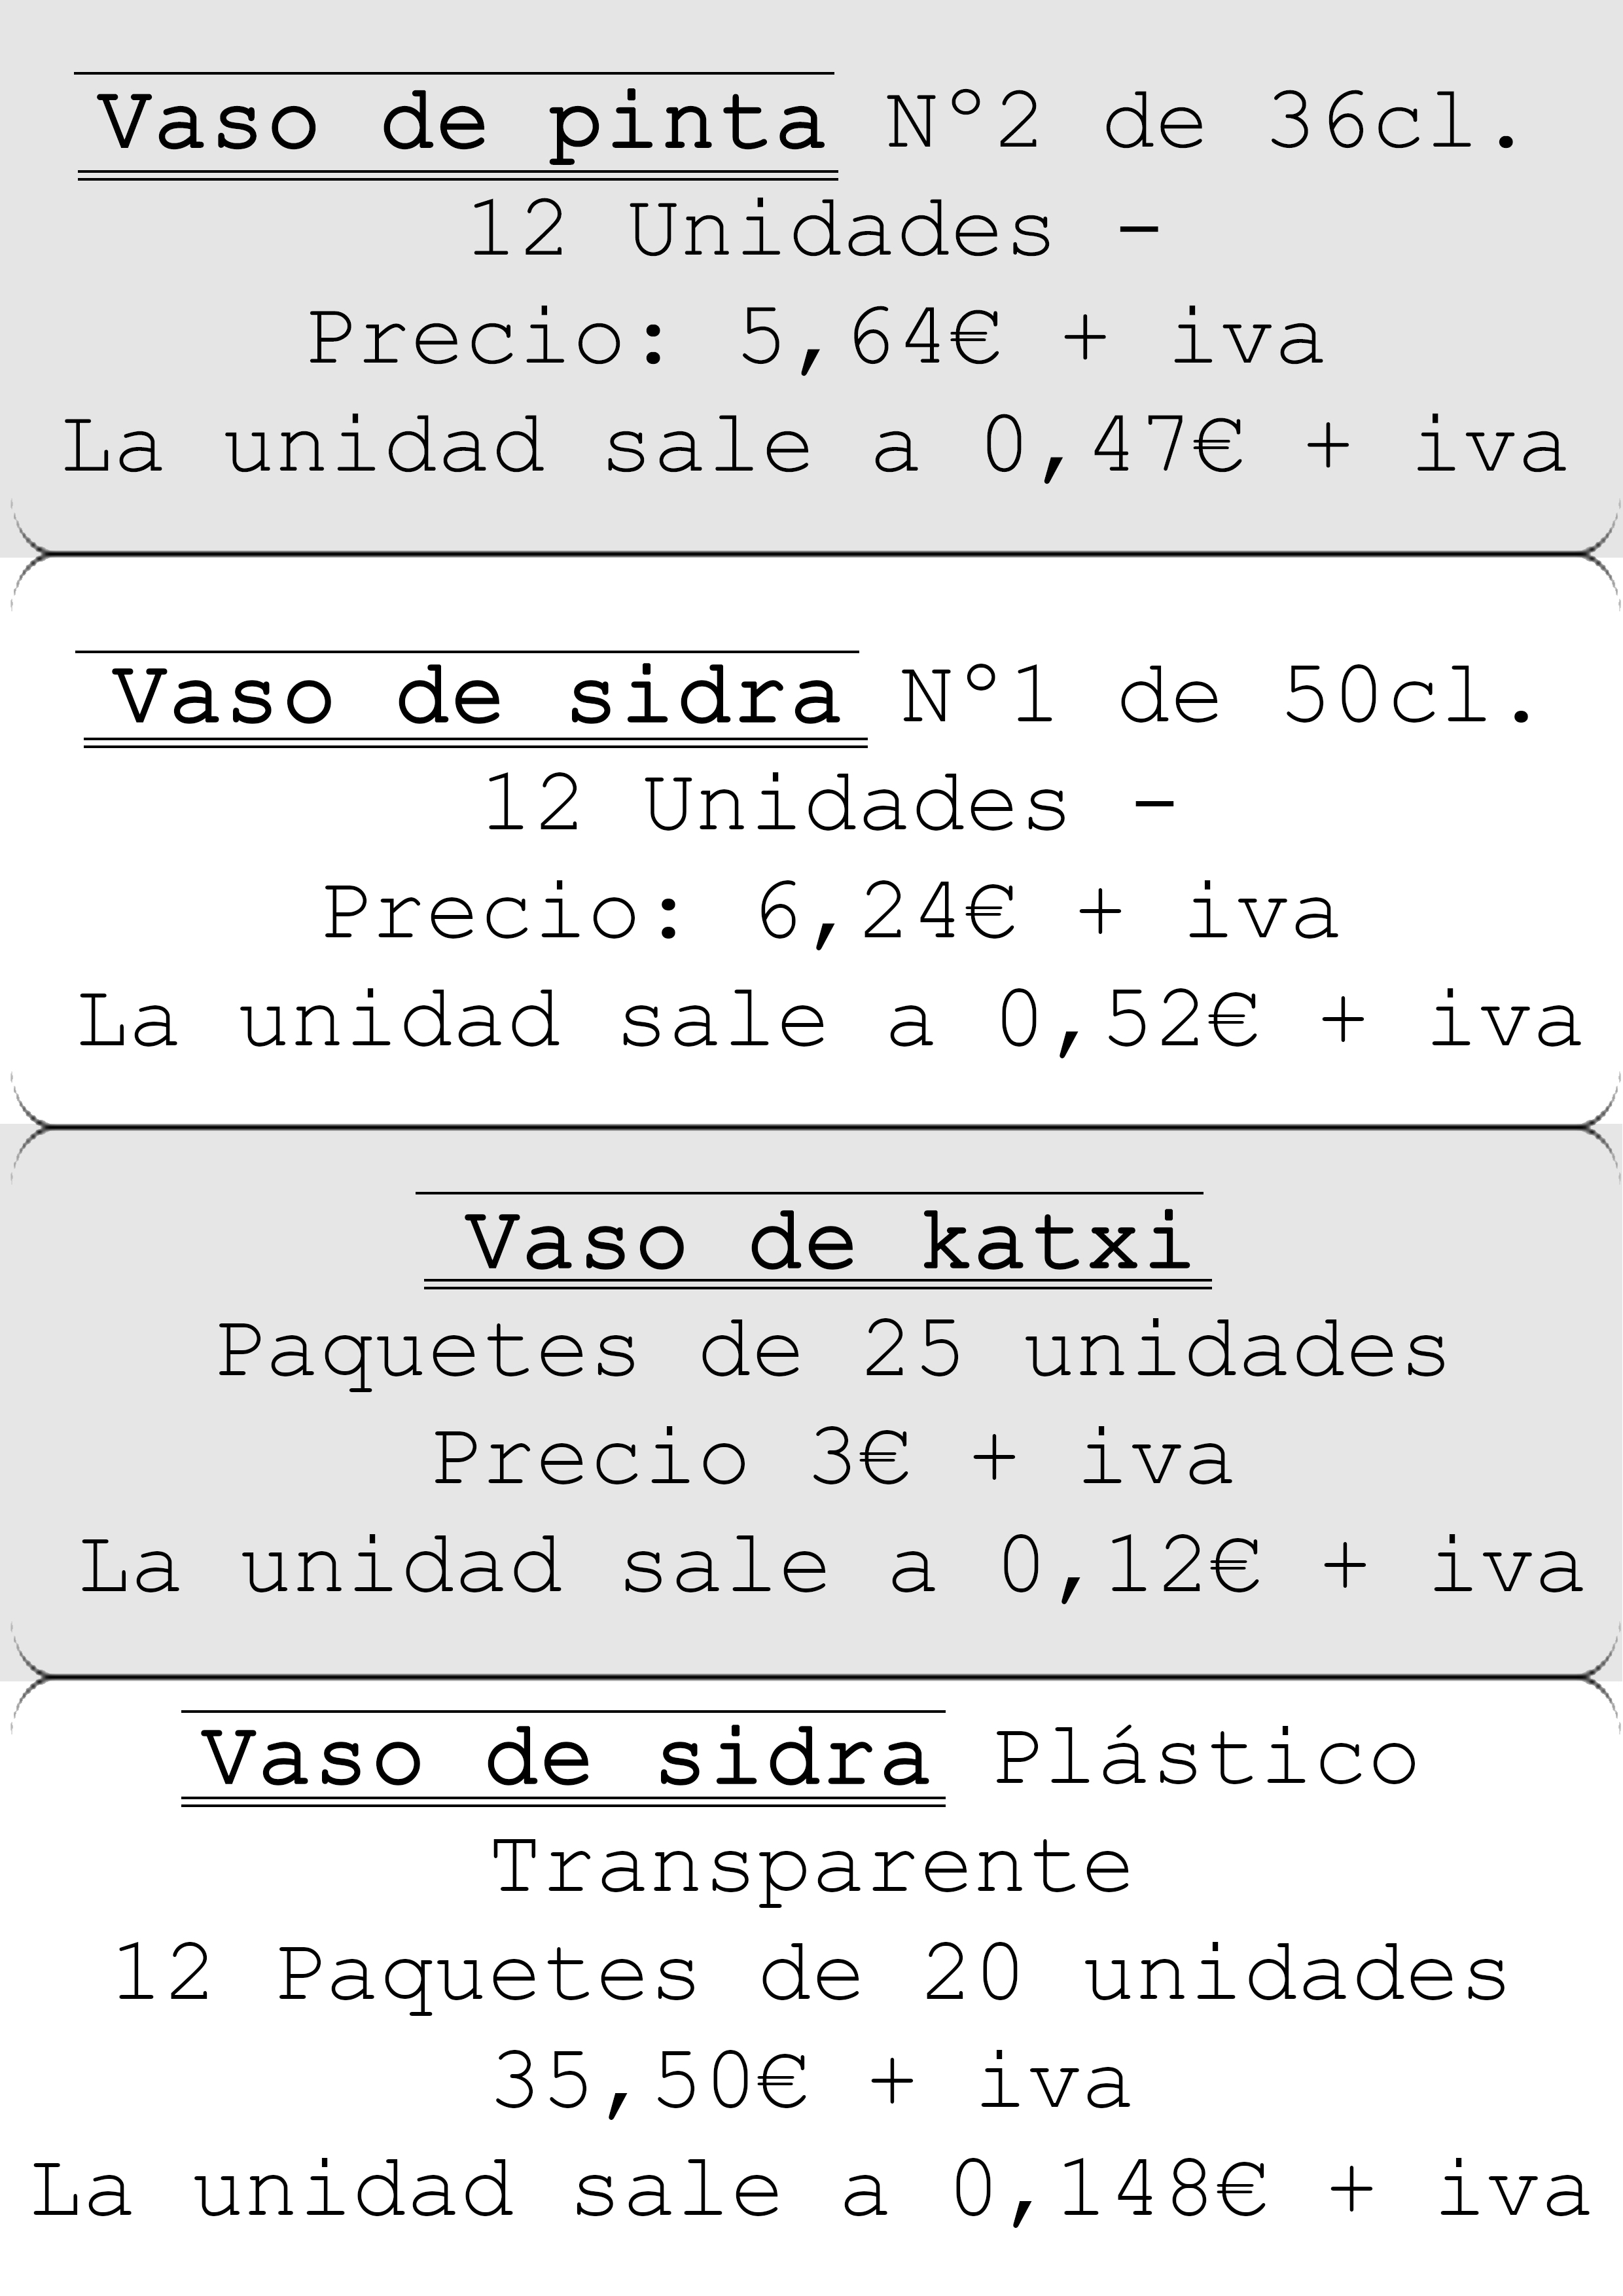 Vaso de pinta Nº2 de 36cl.
12 Unidades -
Precio: 5,64€ + iva
La unidad sale a 0,47€ + iva
Vaso de sidra Nº1 de 50cl.
12 Unidades -
Precio: 6,24€ + iva
La unidad sale a 0,52€ + iva
Vaso de katxi
Paquetes de 25 unidades
Precio 3€ + iva
La unidad sale a 0,12€ + iva
Vaso de sidra Plástico
Transparente
12 Paquetes de 20 unidades
35,50€ + iva
La unidad sale a 0,148€ + iva